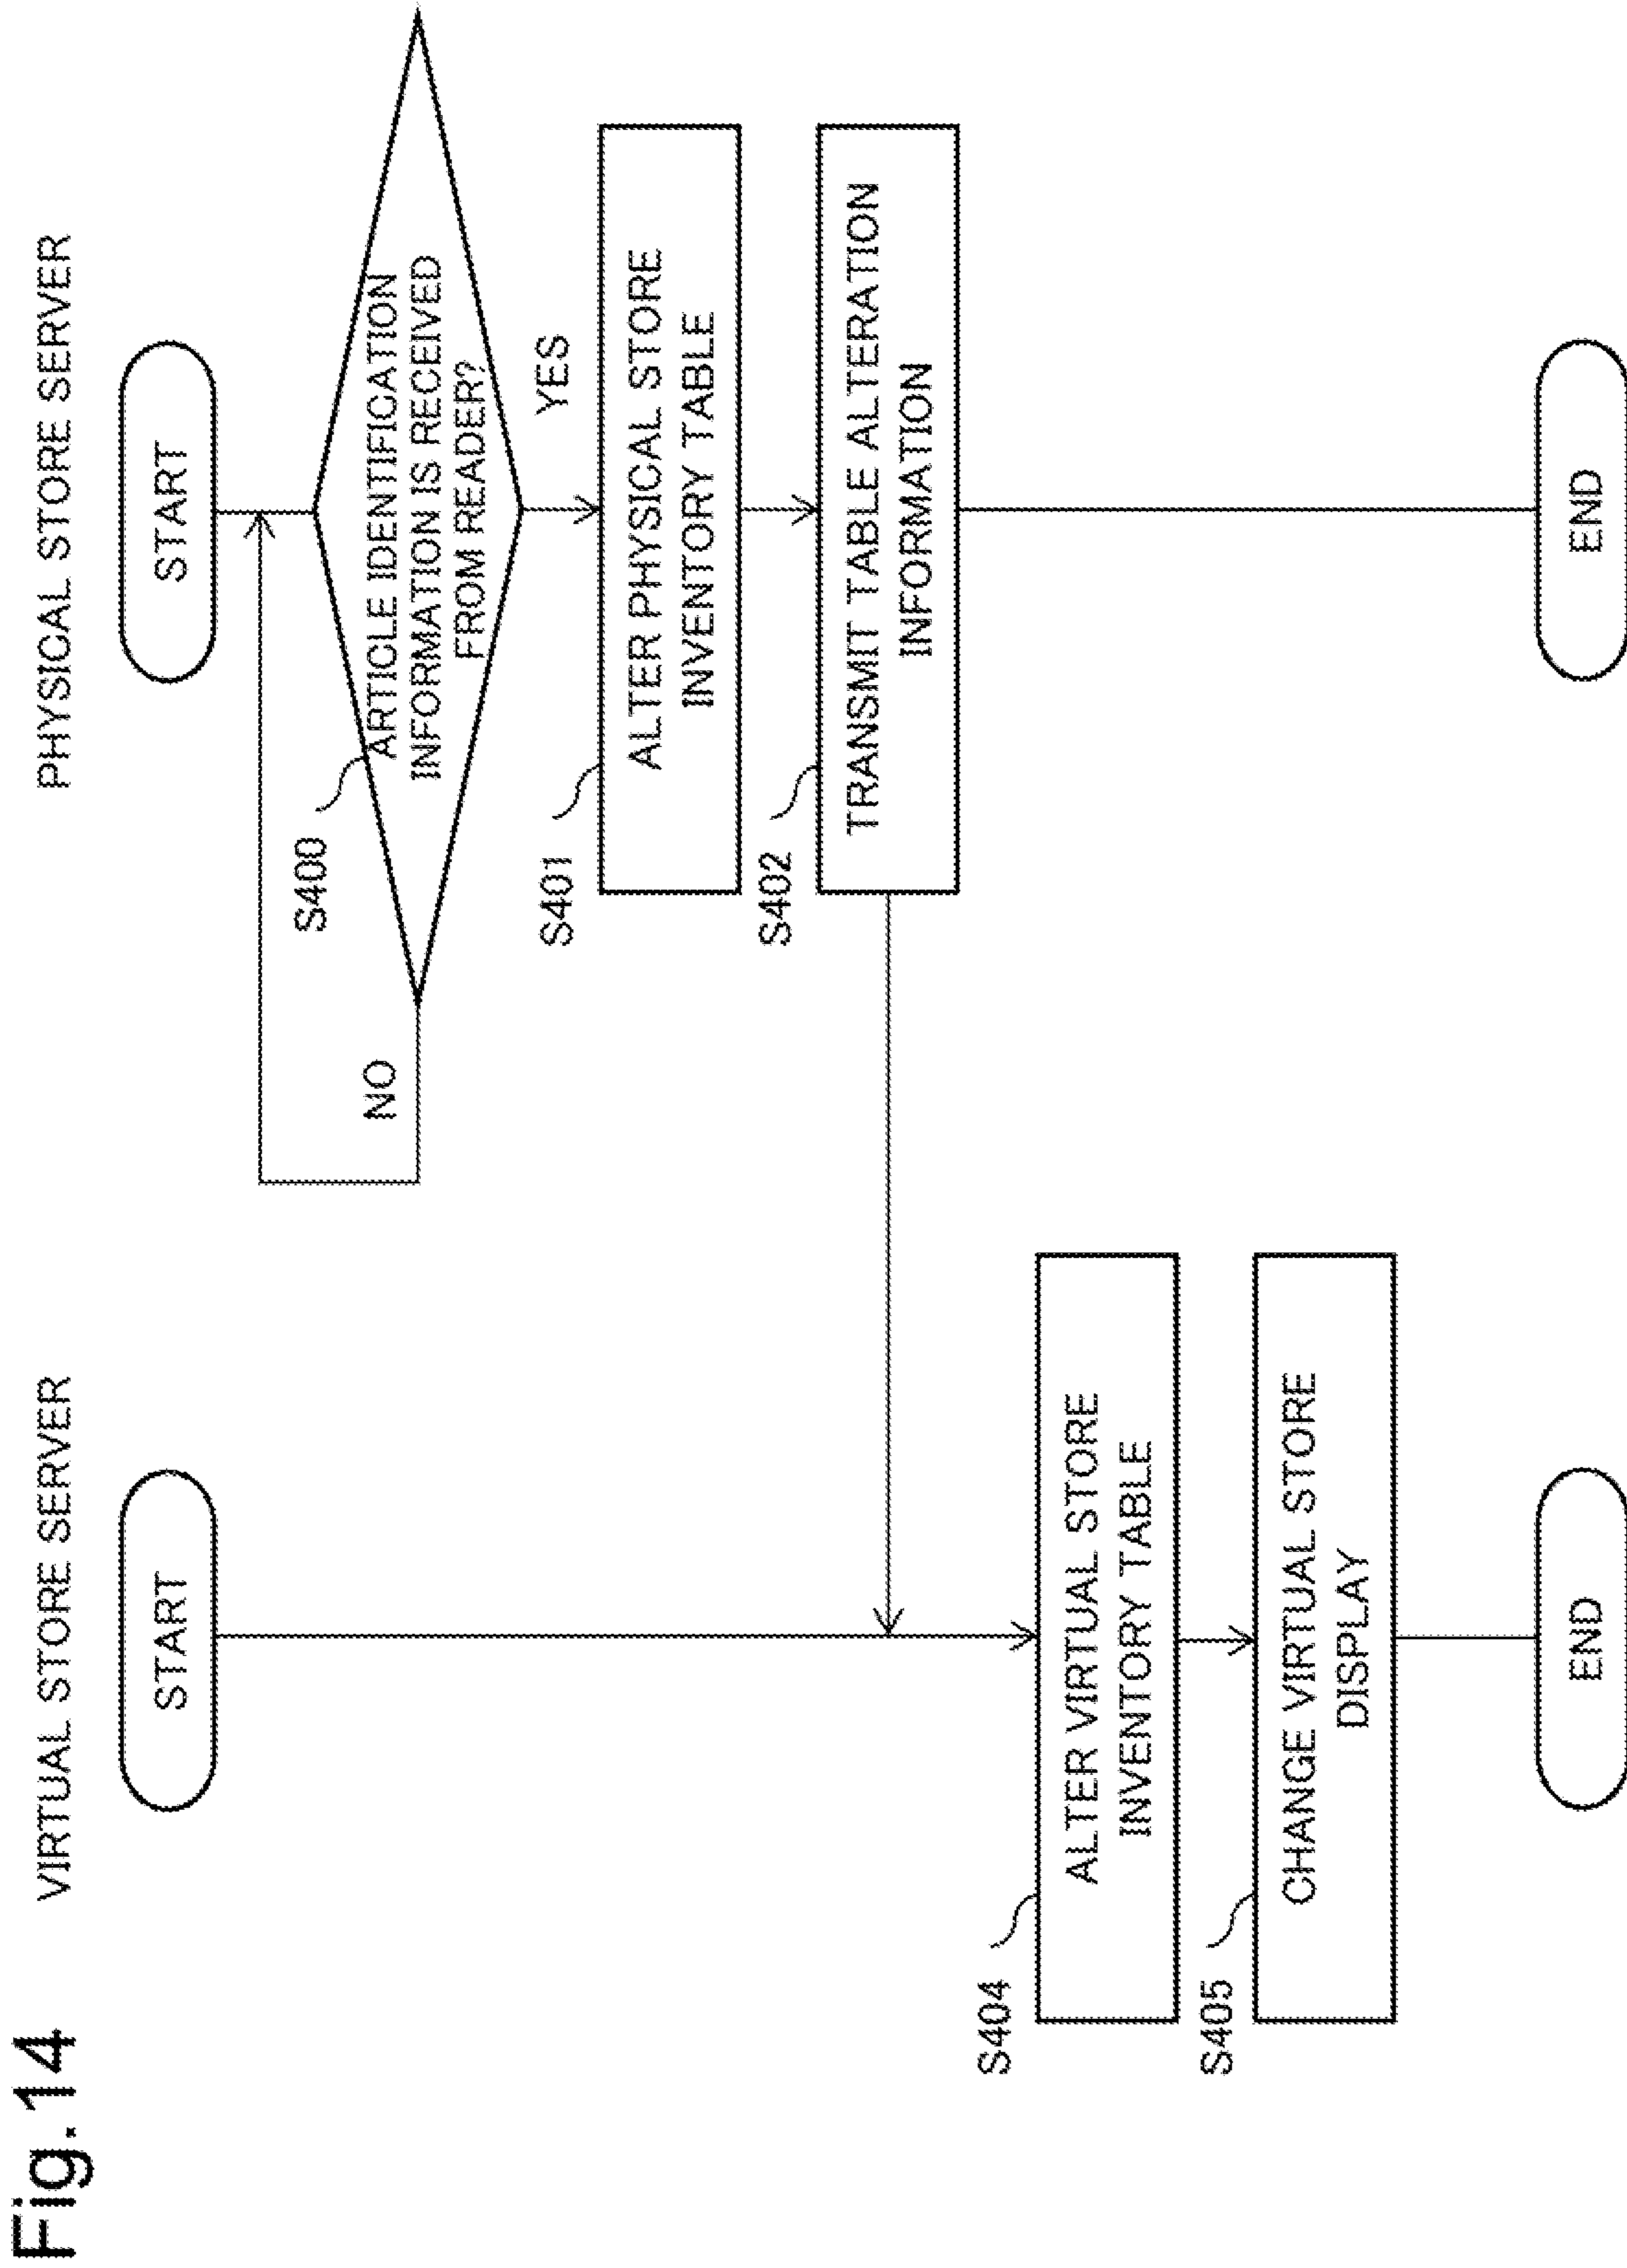 Fig.14
VIRTUAL STORE SERVER
START
S404
ALTER VIRTUAL STORE
INVENTORY TABLE
S405
CHANGE VIRTUAL STORE
DISPLAY
END
PHYSICAL STORE SERVER
START
S400
ARTICLE IDENTIFICATION
INFORMATION IS RECEIVED
FROM READER?
NO
YES
S401
ALTER PHYSICAL STORE
INVENTORY TABLE
S402
TRANSMIT TABLE ALTERATION
INFORMATION
END